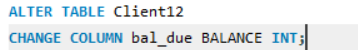 ALTER TABLE Client12
CHANGE COLUMN bal_due BALANCE INT;